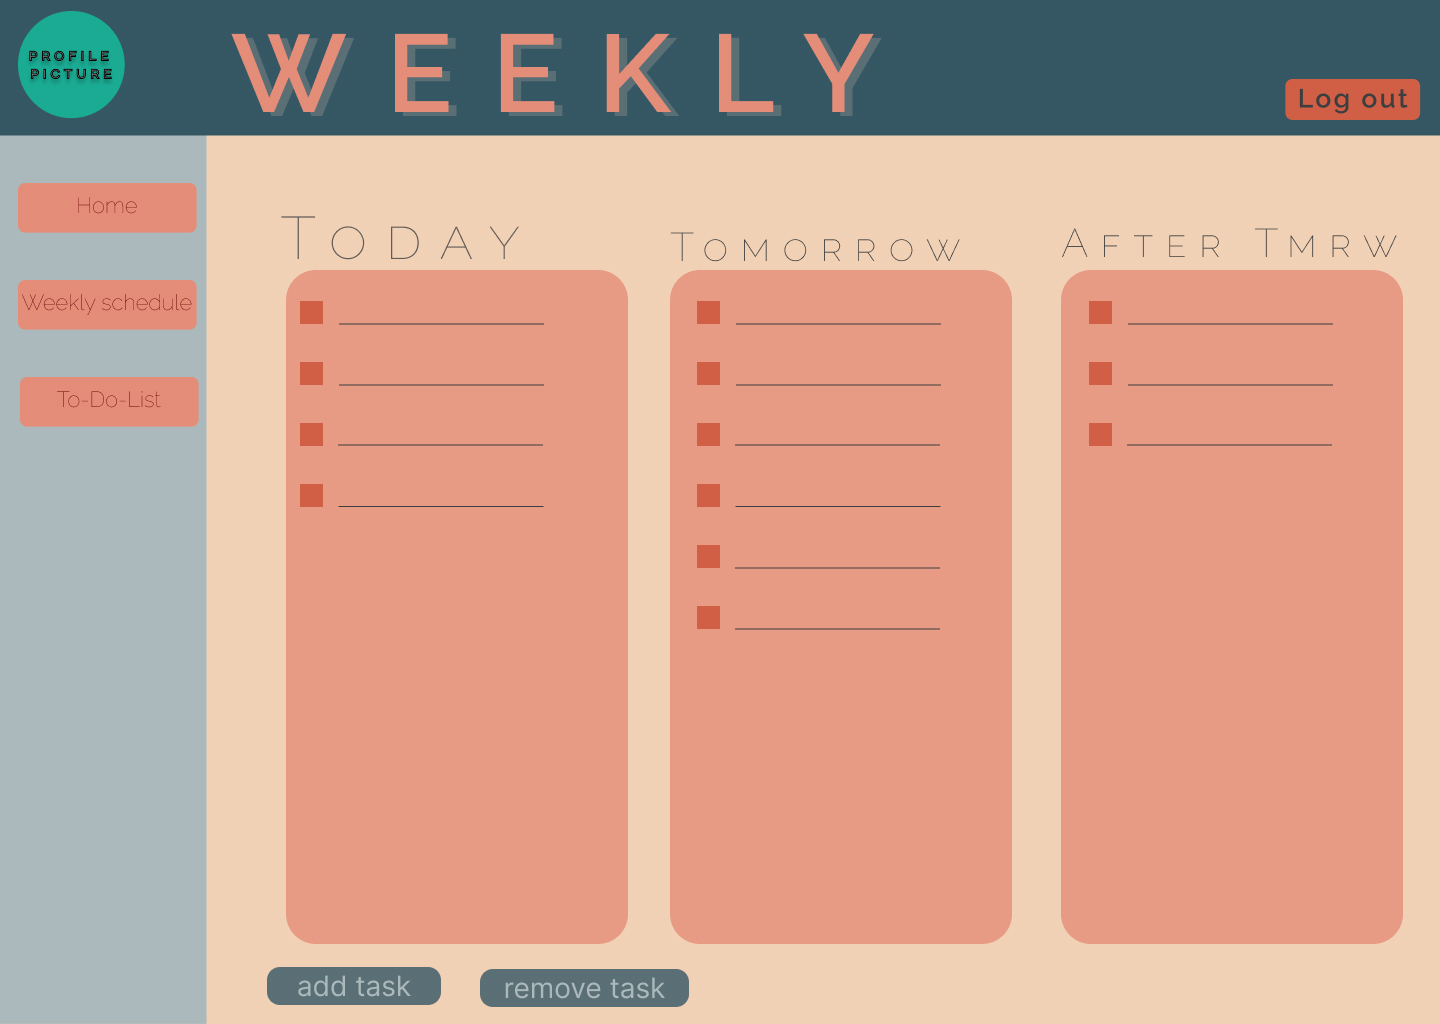 PROFILE
PICTURE
WEEKLY
Log out
Home
Weekly schedule
To-Do-List
Today
Tomorrow
After Tmrw
add task
remove task